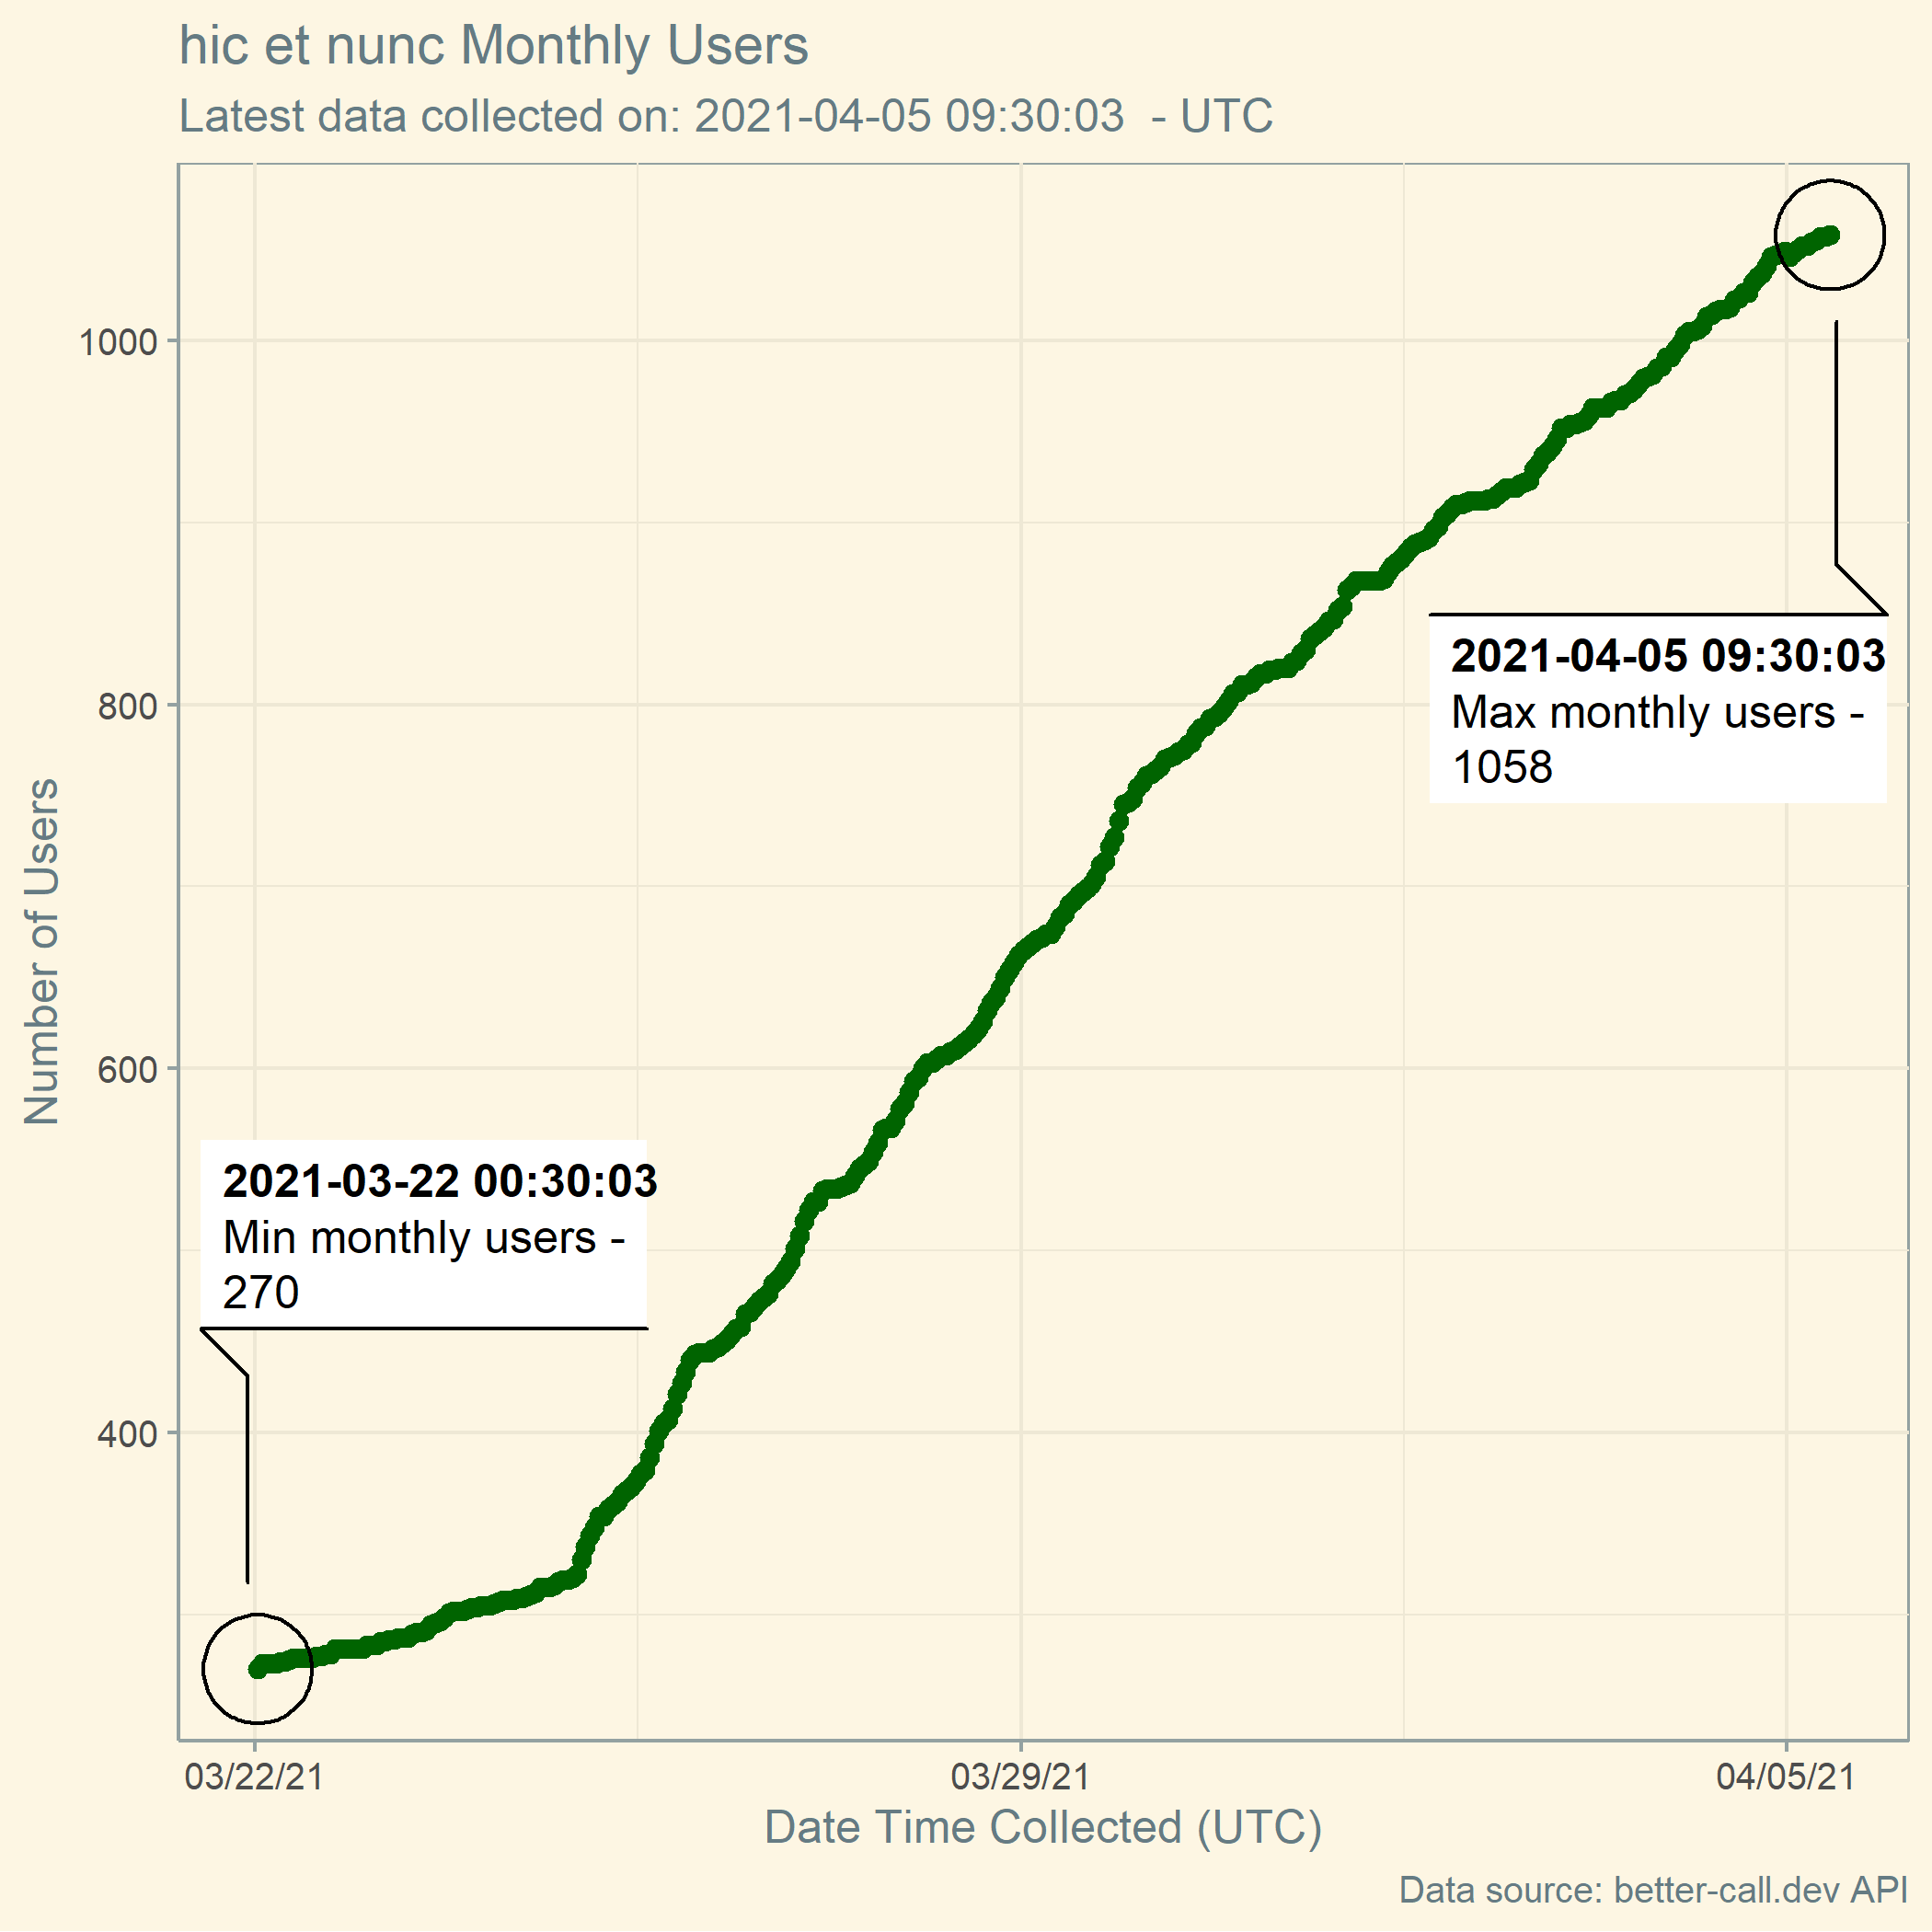 hic et nunc Monthly Users
Latest data collected on: 2021-04-05 09:30:03  - UTC
1000
800
600
400
Number of Users
2021-04-05 09:30:03
Max monthly users -
1058
2021-03-22 00:30:03
Min monthly users -
270
03/22/21
03/29/21
04/05/21
Date Time Collected (UTC)
Data source: better-call.dev API